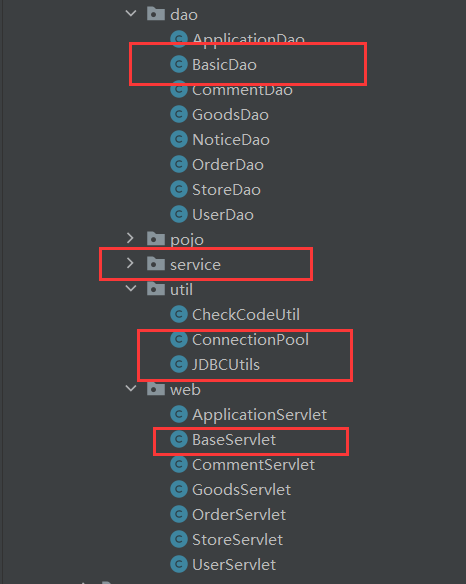 dao
ApplicationDao
BasicDao
CommentDao
GoodsDao
NoticeDao
OrderDao
StoreDao
UserDao
pojo
service
util
CheckCodeUtil
ConnectionPool
JDBCUtils
web
ApplicationServlet
BaseServlet
CommentServlet
GoodsServlet
OrderServlet
StoreServlet
UserServlet